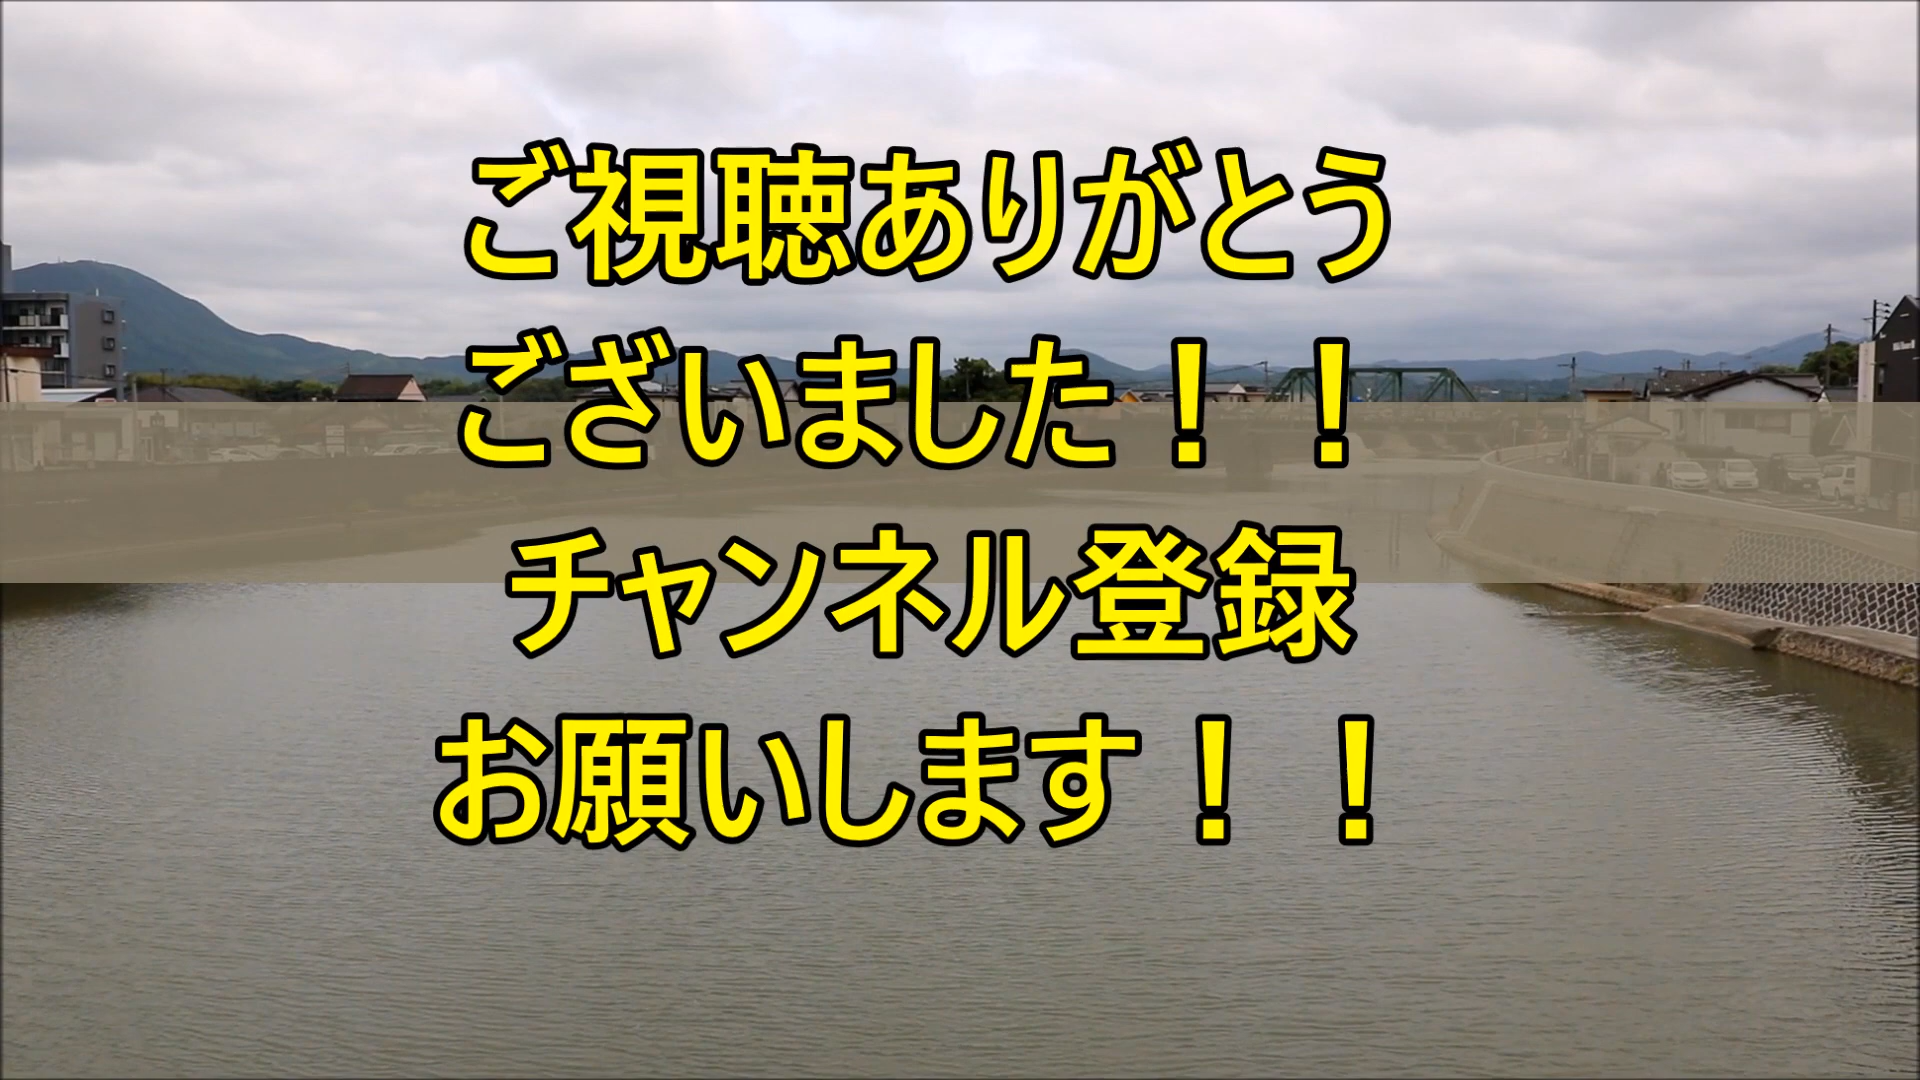 ご視聴ありがとう
ございました！！
チャンネル登録
お願いします！！